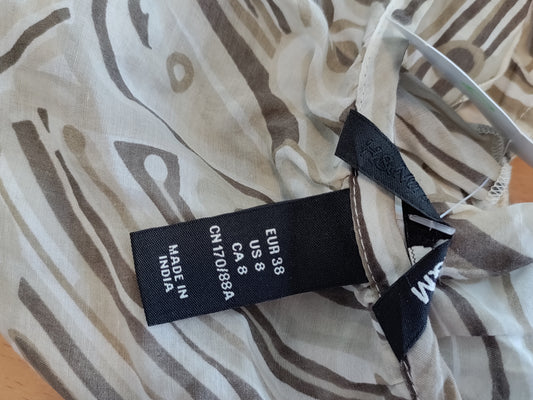 EUR 38
US 8
CA 8
CN 170/88A
MADE IN
INDIA